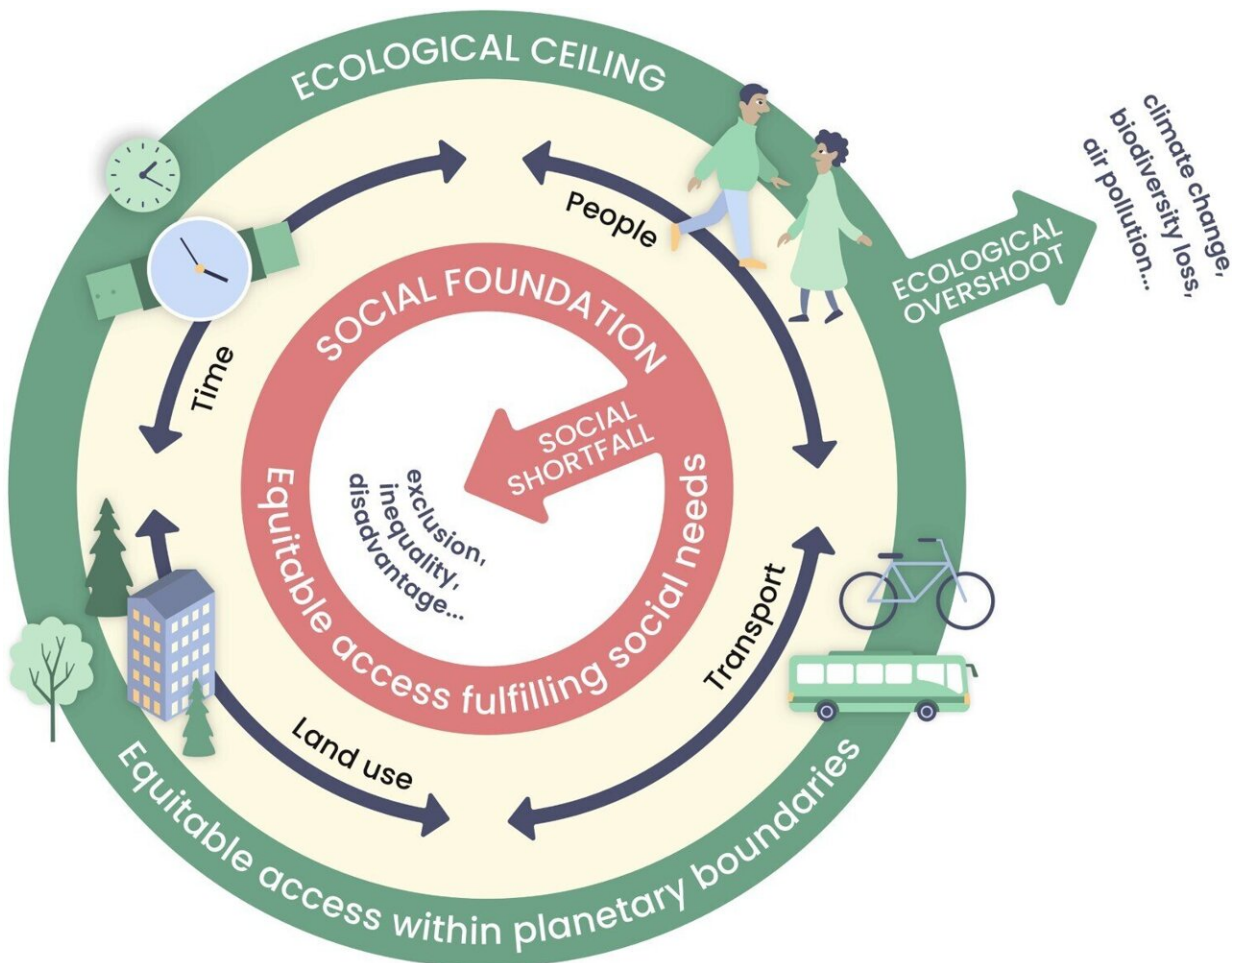 ECOLOGICAL CEILING
climate change,
biodiversity loss,
air pollution...
People
ECOLOGICAL
OVERSHOOT
SOCIAL FOUNDATION
Time
SOCIAL
SHORTFALL
exclusion,
inequality,
disadvantage...
Equitable access fulfilling social needs
Transport
Land use
Equitable access within planetary boundaries